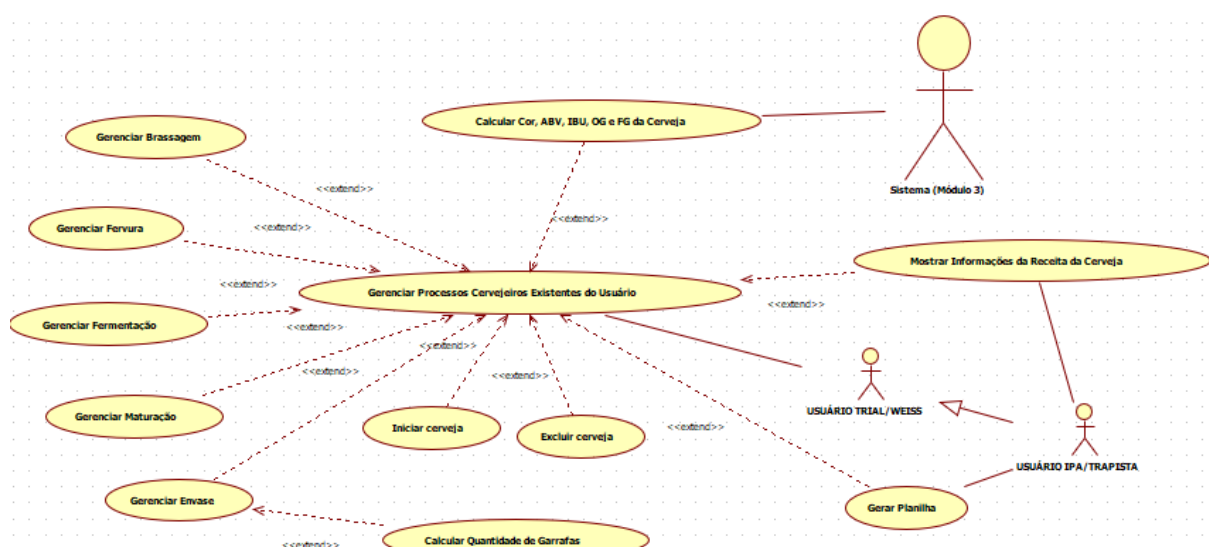 Gerenciar Brassagem
Calcular Cor, ABV, IBU, OG e FG da Cerveja
Sistema (Módulo 3)
<<extend>>
<<extend>>
Gerenciar Fervura
<<extend>>
Mostrar Informações da Receita da Cerveja
<<extend>>
Gerenciar Processos Cervejeiros Existentes do Usuário
<<extend>>
Gerenciar Fermentação
<<extend>>
<<extend>>
<<extend>>
<<extend>>
USUÁRIO TRIAL/WEISS
Gerenciar Maturação
Iniciar cerveja
Excluir cerveja
<<extend>>
USUÁRIO IPA/TRAPISTA
Gerenciar Envase
Gerar Planilha
Calcular Quantidade de Garrafas
<<extend>>